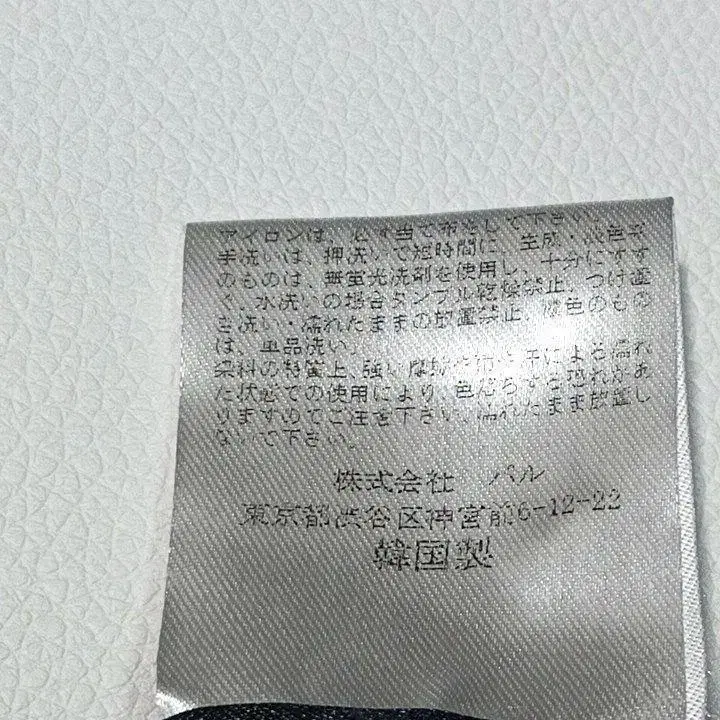 アイロンは、必ず当て布をして下さい。
手洗いは、押洗いで短時間に、生成・淡色系
のものは、無蛍光洗剤を使用し、十分にすす
ぐ、水洗いの場合タンブル乾燥禁止、つけ置
き洗い・濡れたままの放置禁止、濃色のもの
は、単品洗い。
染料の特質上、強い摩擦や雨や汗による濡れ
た状態での使用により、色落ちする恐れがあ
りますのでご注意下さい。濡れたまま放置し
ないで下さい。
株式会社 パル
東京都渋谷区神宮前6-12-22
韓国製